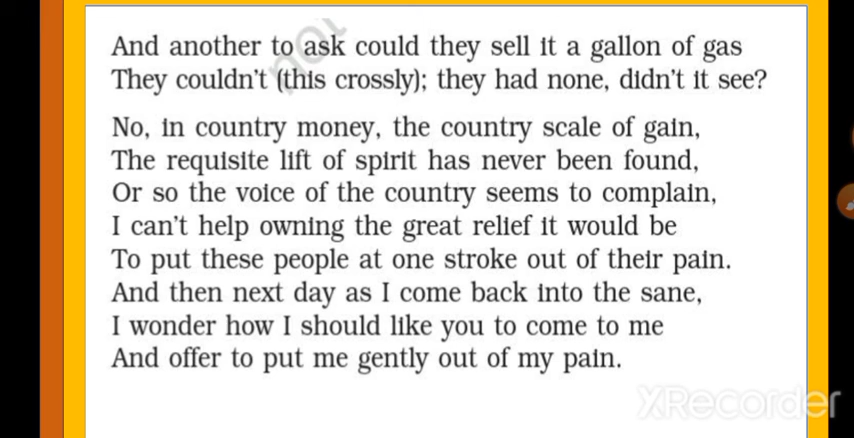 not
And another to ask could they sell it a gallon of gas
They couldn't (this crossly); they had none, didn't it see?
No, in country money, the country scale of gain,
The requisite lift of spirit has never been found,
Or so the voice of the country seems to complain,
I can't help owning the great relief it would be
To put these people at one stroke out of their pain.
And then next day as I come back into the sane,
I wonder how I should like you to come to me
And offer to put me gently out of my pain.
XRecorder